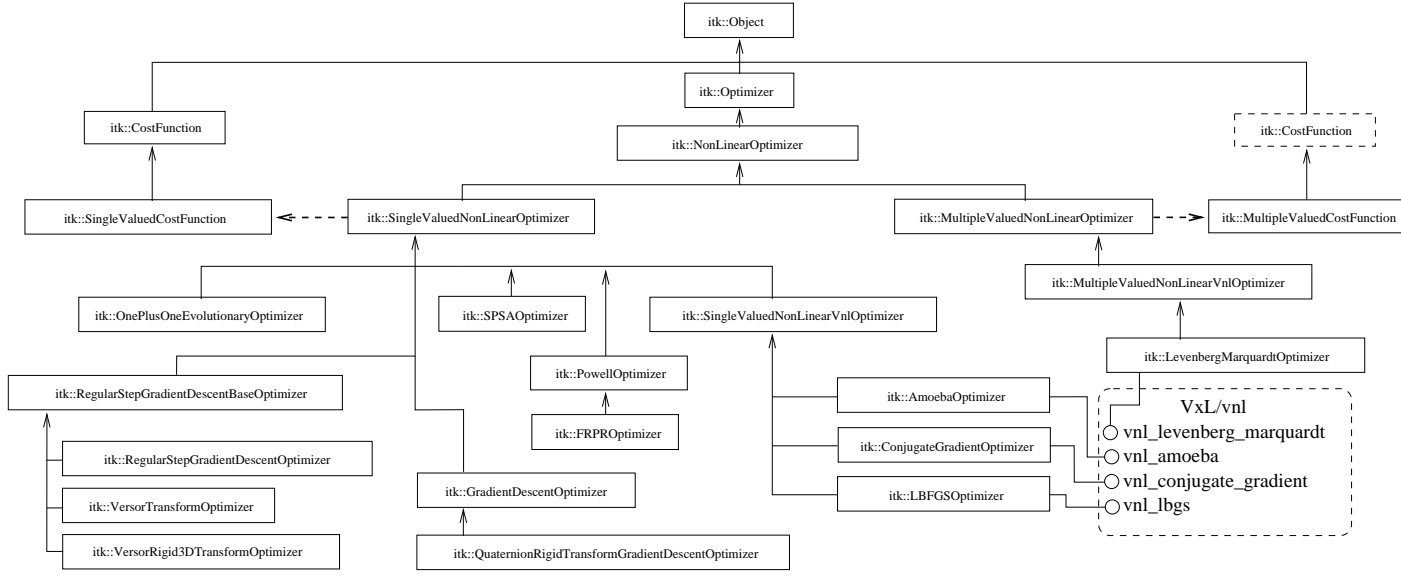 itk::Object
itk::Optimizer
itk::CostFunction
itk::NonLinearOptimizer
itk::CostFunction
itk::SingleValuedCostFunction
itk::SingleValuedNonLinearOptimizer
itk::MultipleValuedNonLinearOptimizer
itk::MultipleValuedCostFunction
itk::MultipleValuedNonLinearVnlOptimizer
itk::OnePlusOneEvolutionaryOptimizer
itk::SPSAOptimizer
itk::SingleValuedNonLinearVnlOptimizer
itk::LevenbergMarquardtOptimizer
itk::RegularStepGradientDescentBaseOptimizer
itk::PowellOptimizer
itk::AmoebaOptimizer
VxL/vnl
vnl_levenberg_marquardt
itk::FRPROptimizer
itk::ConjugateGradientOptimizer
vnl_amoeba
itk::RegularStepGradientDescentOptimizer
vnl_conjugate_gradient
itk::GradientDescentOptimizer
itk::LBFGSOptimizer
vnl_lbgs
itk::VersorTransformOptimizer
itk::VersorRigid3DTransformOptimizer
itk::QuaternionRigidTransformGradientDescentOptimizer